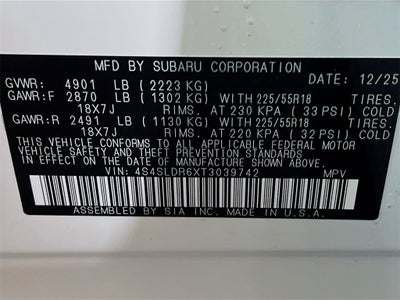 MFD BY SUBARU CORPORATION
GVWR: 4901 LB ( 2223 KG) DATE: 12/25
GAWR:F 2870 LB ( 1302 KG) WITH 225/55R18 TIRES.
18X7J RIMS. AT 230 KPA ( 33 PSI) COLD
GAWR:R 2491 LB ( 1130 KG) WITH 225/55R18 TIRES.
18X7J RIMS. AT 220 KPA ( 32 PSI) COLD
THIS VEHICLE CONFORMS TO ALL APPLICABLE FEDERAL MOTOR
VEHICLE SAFETY AND THEFT PREVENTION STANDARDS
IN EFFECT ON THE DATE OF MANUFACTURE SHOWN ABOVE.
VIN: 4S4SLDR6XT3039742 MPV
ASSEMBLED BY SIA INC. MADE IN U.S.A.